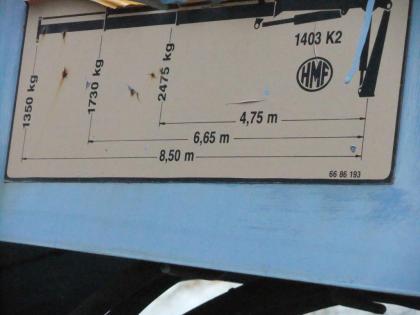 1403 K2
HMF
1350 kg
1730 kg
2475 kg
4,75 m
6,65 m
8,50 m
66 86 193